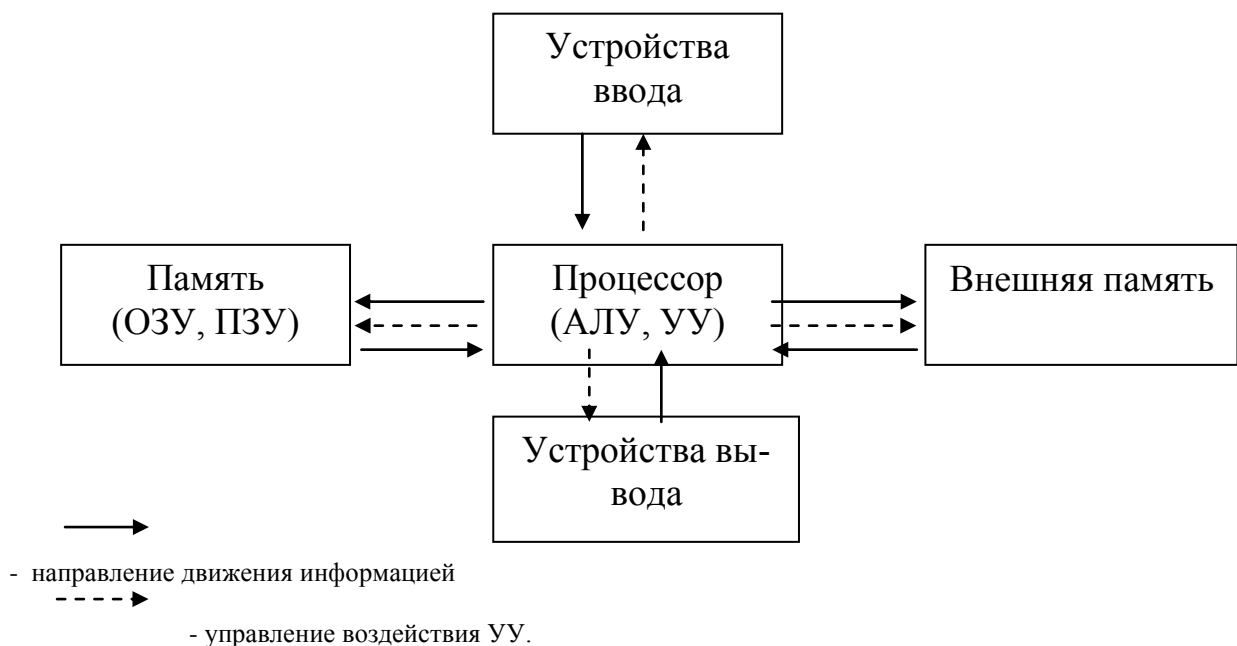 Устройства
ввода
Память
(ОЗУ, ПЗУ)
Процессор
(АЛУ, УУ)
Внешняя память
Устройства вы-
вода
- направление движения информацией
- управление воздействия УУ.